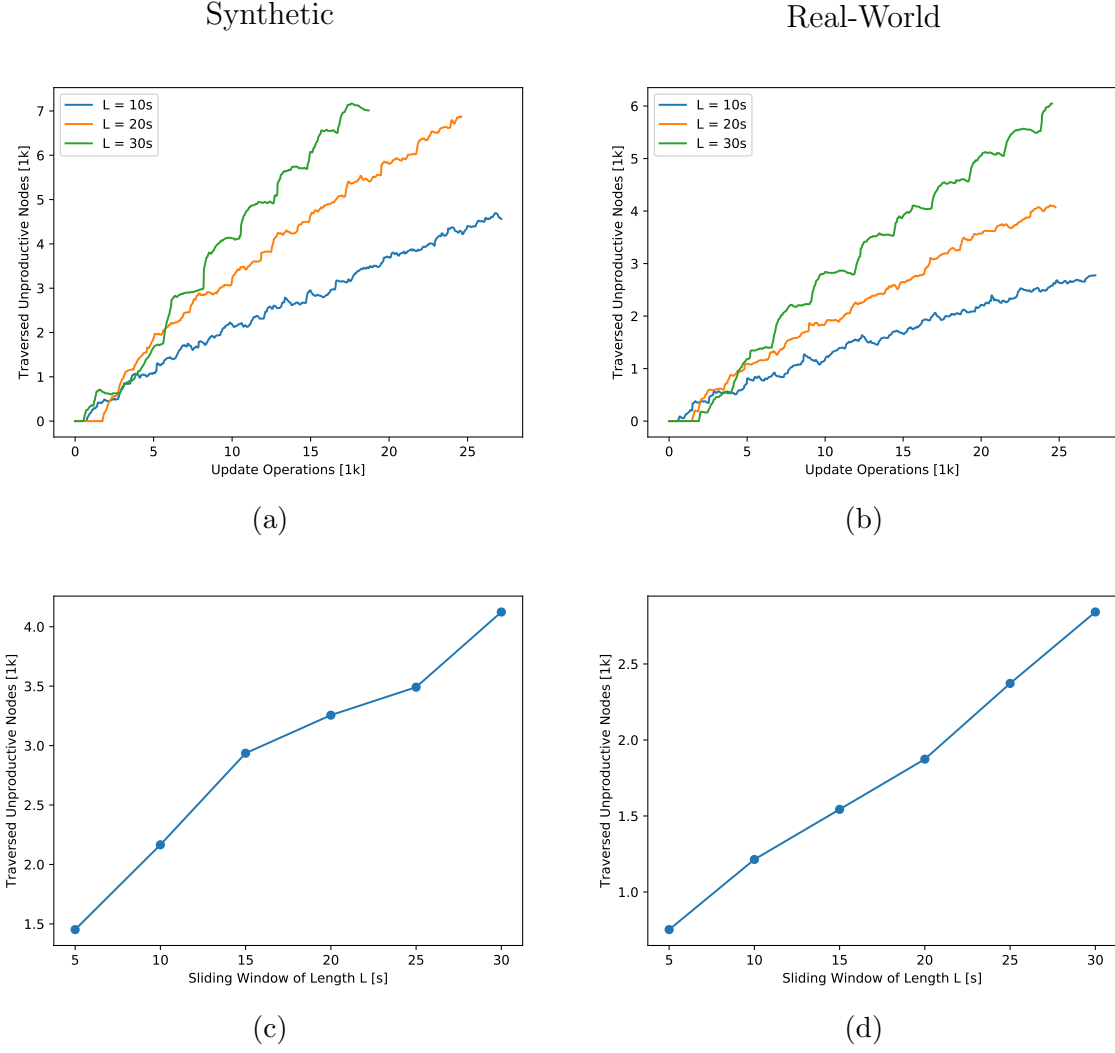 Synthetic
Real-World
L = 10s
L = 20s
L = 30s
7
6
5
4
3
2
1
0
Traversed Unproductive Nodes [1k]
0 5 10 15 20 25
Update Operations [1k]
(a)
L = 10s
L = 20s
L = 30s
6
5
4
3
2
1
0
Traversed Unproductive Nodes [1k]
0 5 10 15 20 25
Update Operations [1k]
(b)
4.0
3.5
3.0
2.5
2.0
1.5
Traversed Unproductive Nodes [1k]
5 10 15 20 25 30
Sliding Window of Length L [s]
(c)
2.5
2.0
1.5
1.0
Traversed Unproductive Nodes [1k]
5 10 15 20 25 30
Sliding Window of Length L [s]
(d)